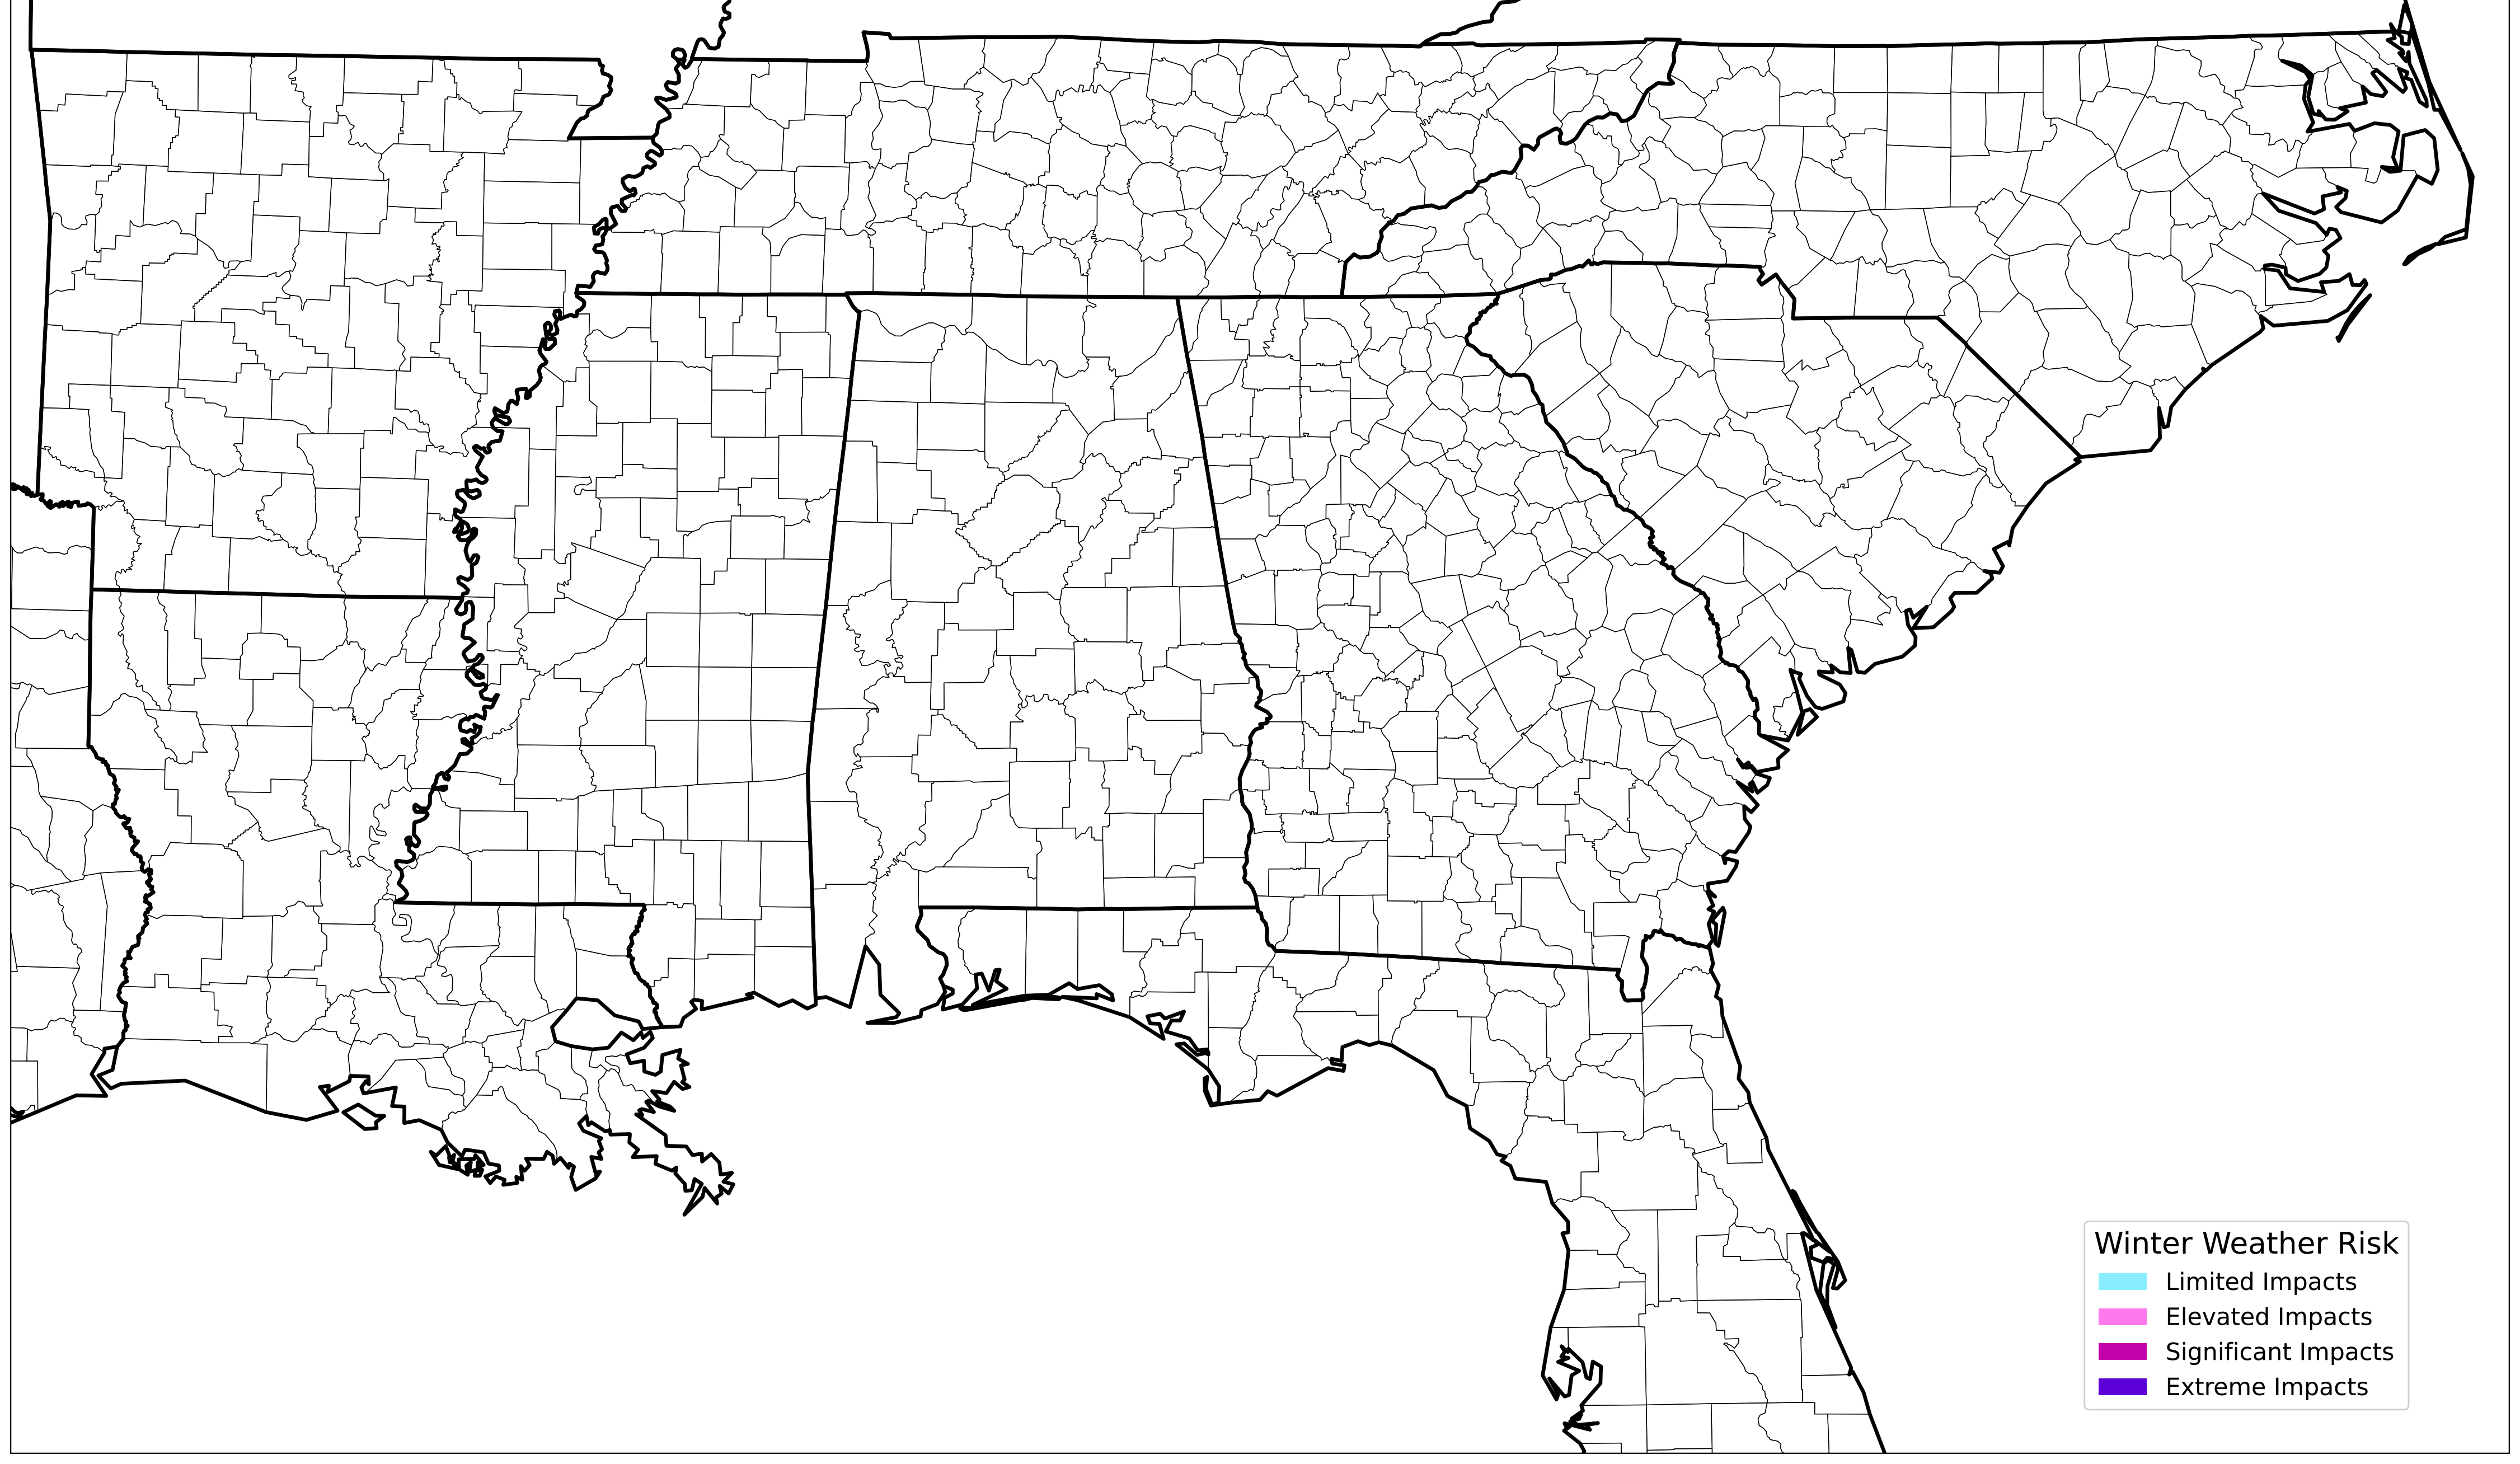 Winter Weather Risk
Limited Impacts
Elevated Impacts
Significant Impacts
Extreme Impacts